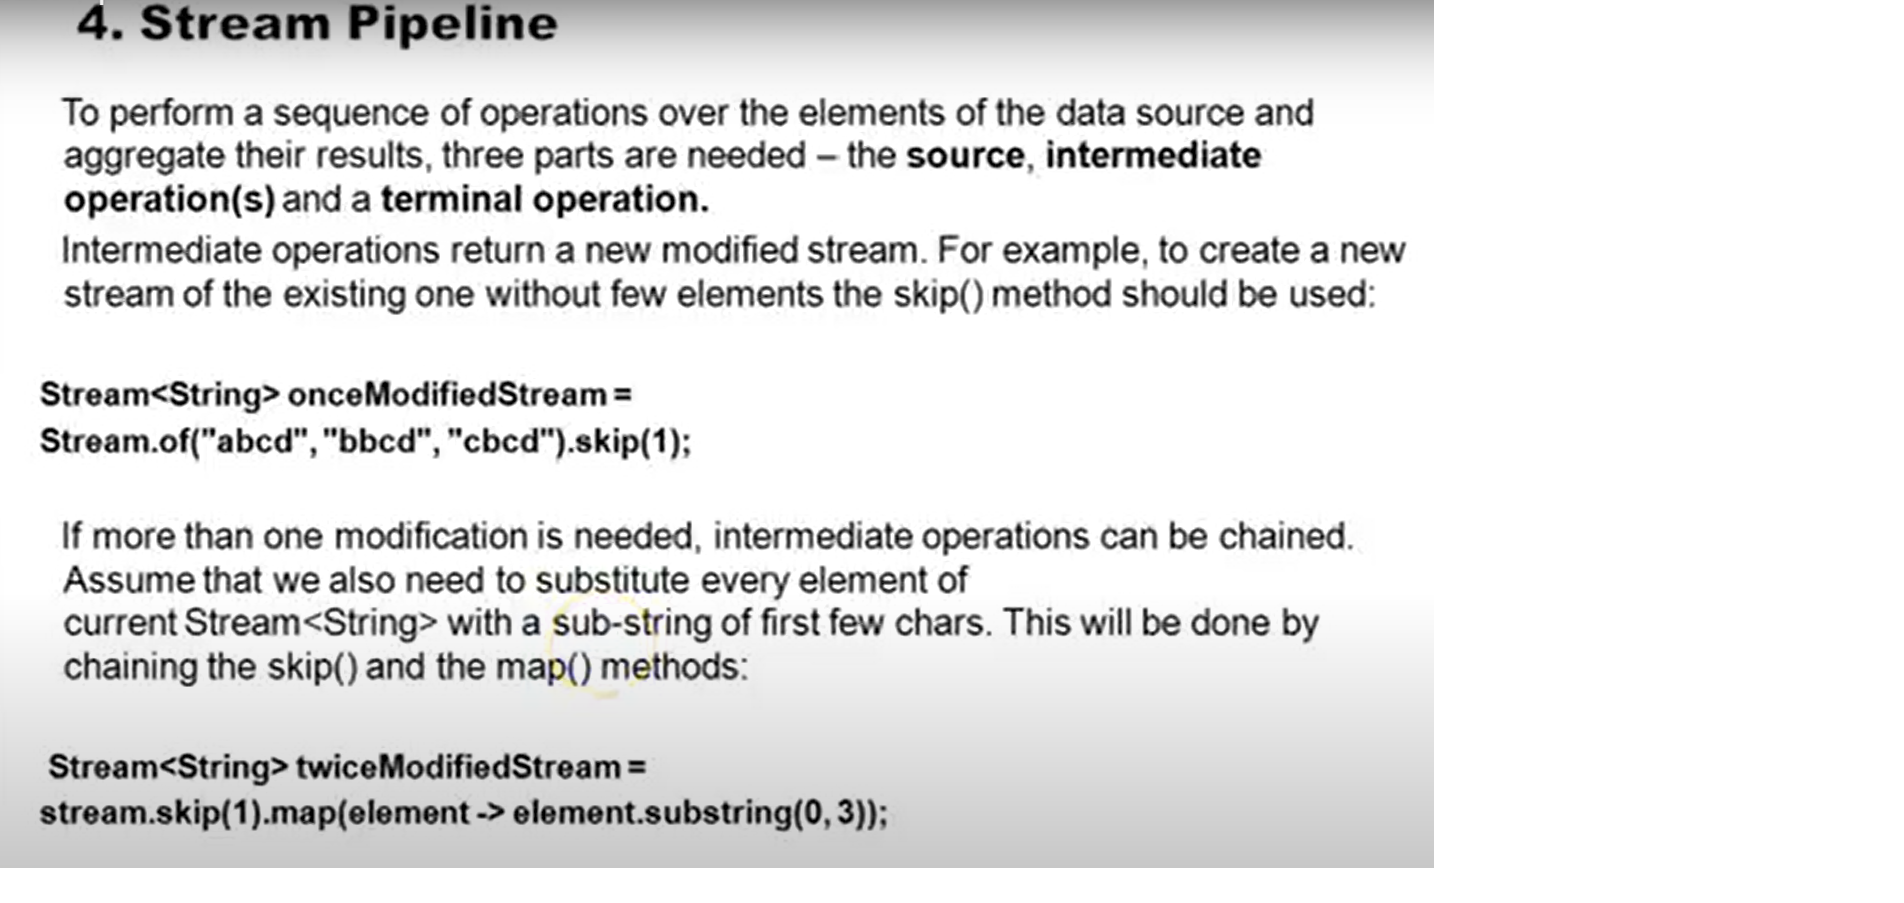 4. Stream Pipeline
To perform a sequence of operations over the elements of the data source and
aggregate their results, three parts are needed – the source, intermediate
operation(s) and a terminal operation.
Intermediate operations return a new modified stream. For example, to create a new
stream of the existing one without few elements the skip() method should be used:
Stream<String> onceModifiedStream =
Stream.of("abcd", "bbcd", "cbcd").skip(1);
If more than one modification is needed, intermediate operations can be chained.
Assume that we also need to substitute every element of
current Stream<String> with a sub-string of first few chars. This will be done by
chaining the skip() and the map() methods:
Stream<String> twiceModifiedStream =
stream.skip(1).map(element -> element.substring(0, 3));